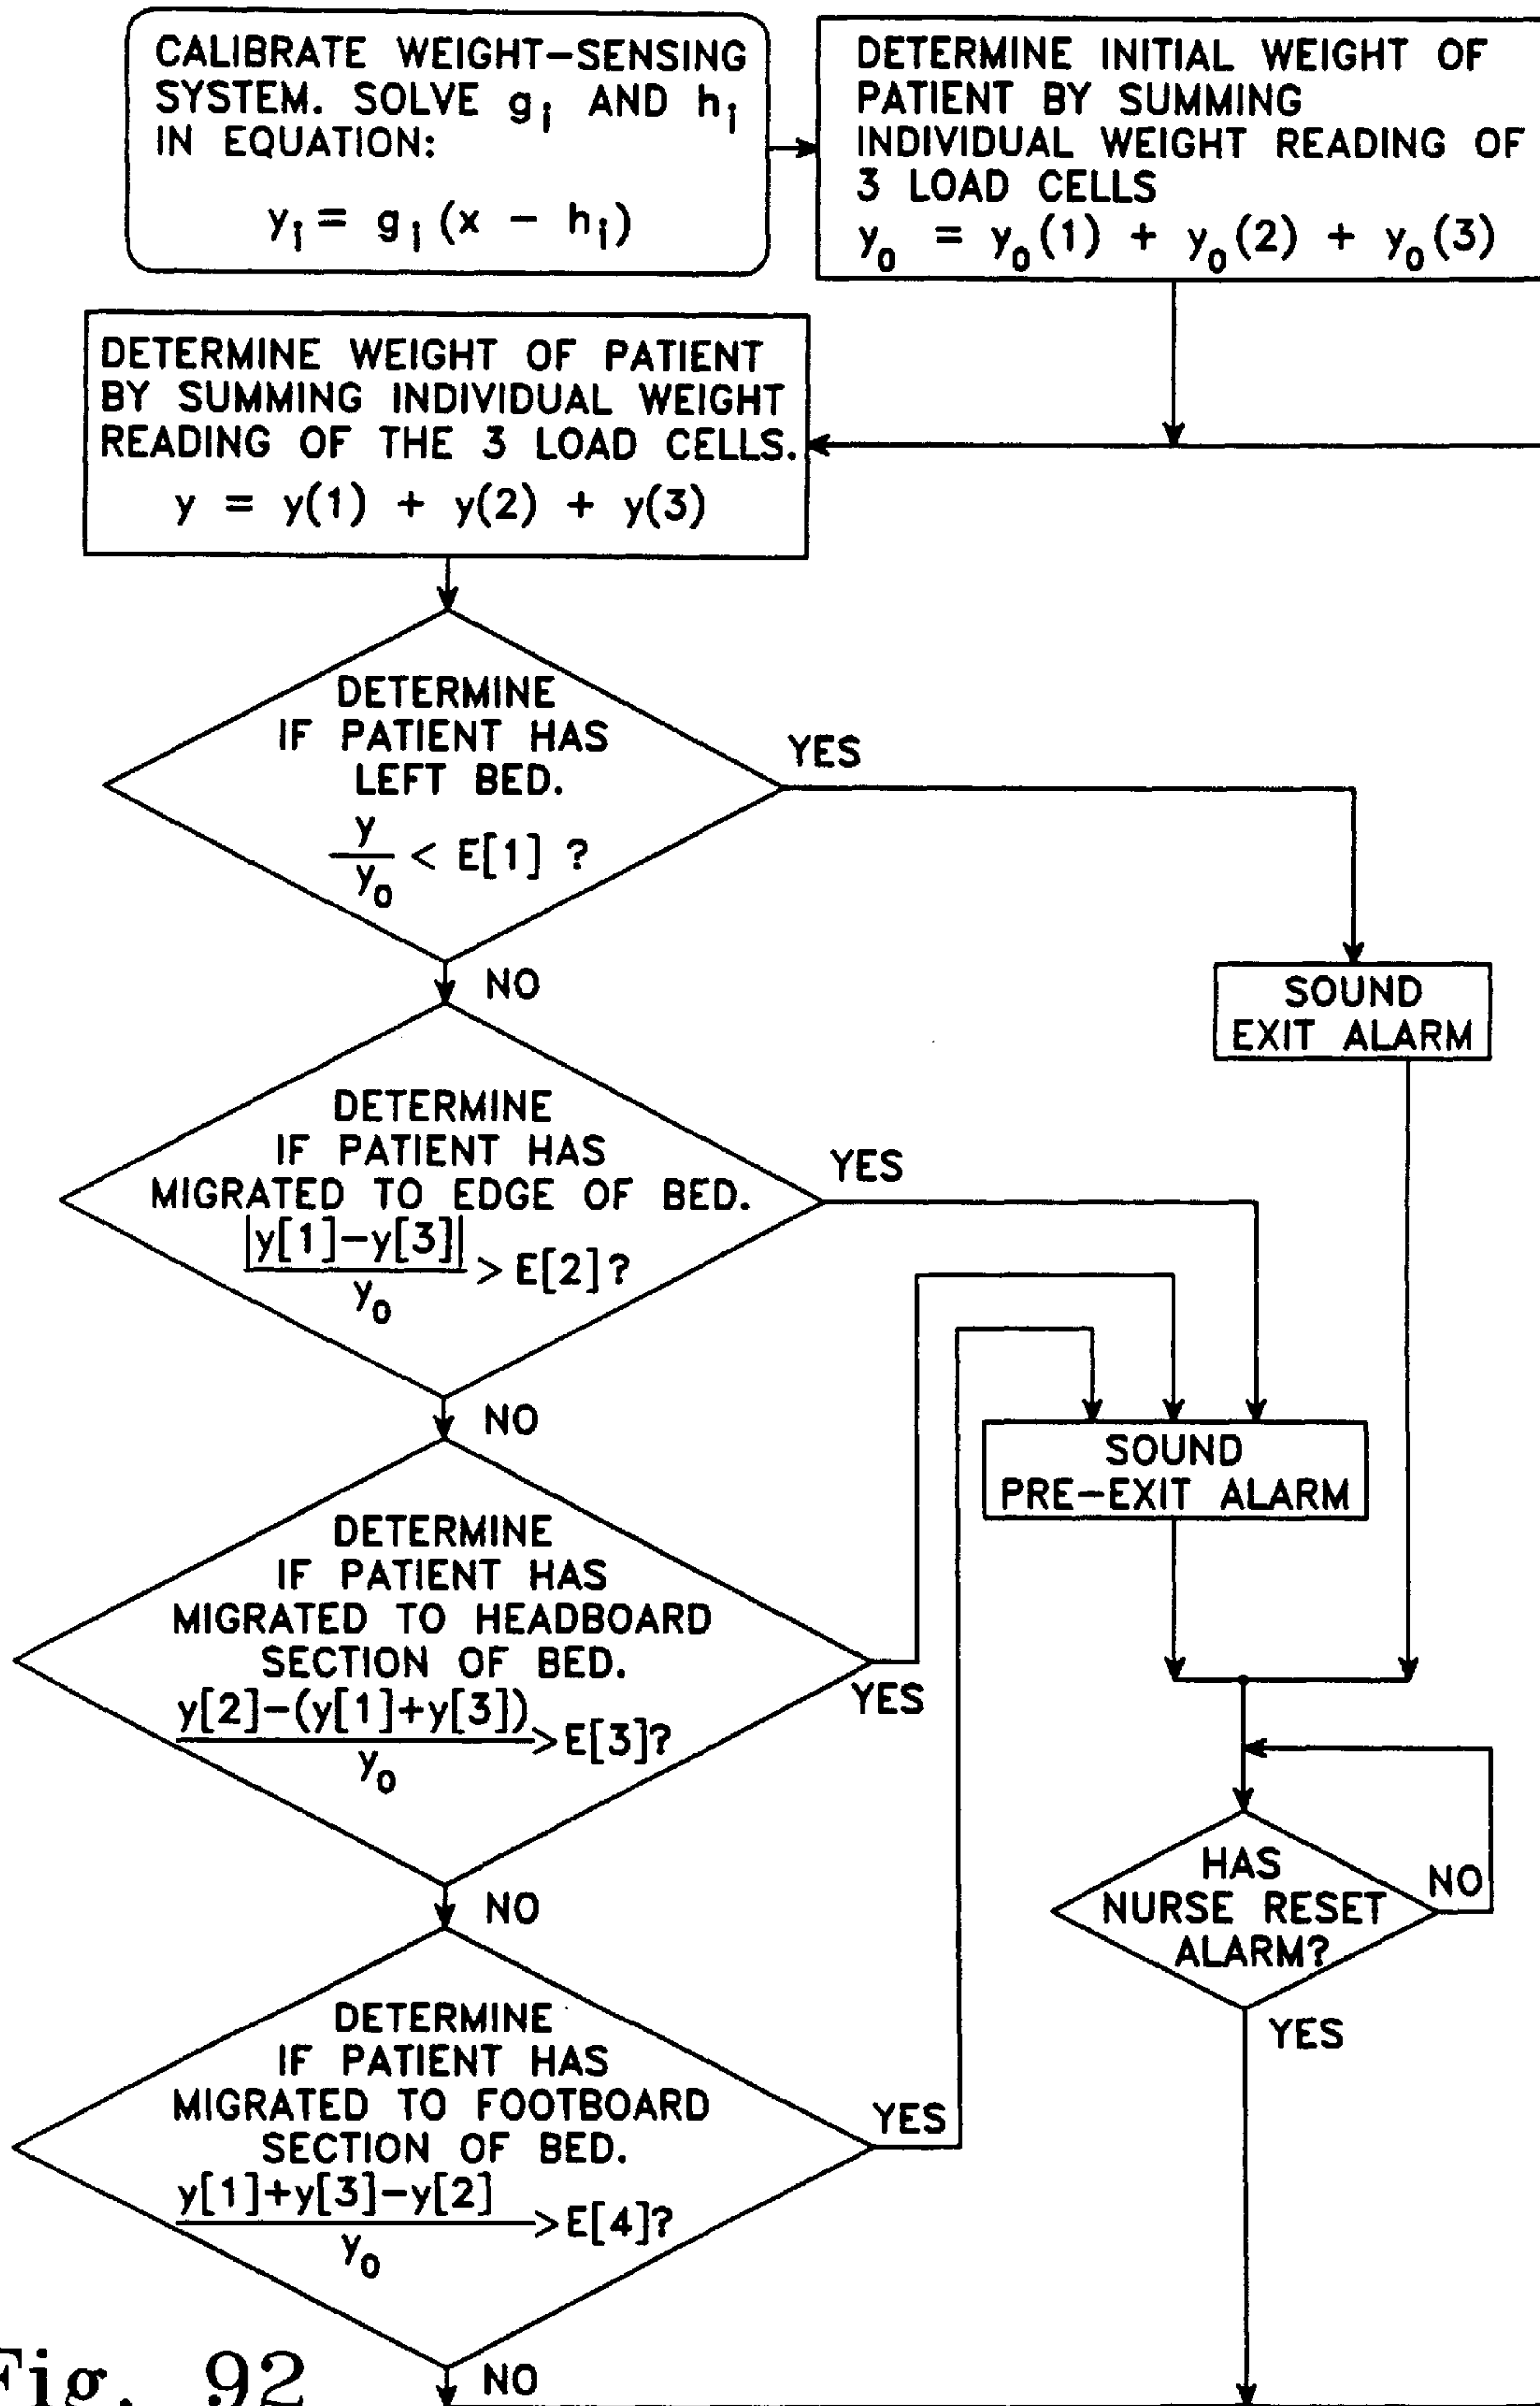 CALIBRATE WEIGHT-SENSING
SYSTEM. SOLVE gi AND hi
IN EQUATION:
yi = gi (x - hi)
DETERMINE INITIAL WEIGHT OF
PATIENT BY SUMMING
INDIVIDUAL WEIGHT READING OF
3 LOAD CELLS
y0 = y0(1) + y0(2) + y0(3)
DETERMINE WEIGHT OF PATIENT
BY SUMMING INDIVIDUAL WEIGHT
READING OF THE 3 LOAD CELLS.
y = y(1) + y(2) + y(3)
DETERMINE
IF PATIENT HAS
LEFT BED.
y
< E[1] ?
y0
YES
NO
SOUND
EXIT ALARM
DETERMINE
IF PATIENT HAS
MIGRATED TO EDGE OF BED.
|y[1]-y[3]|
> E[2]?
y0
YES
NO
SOUND
PRE-EXIT ALARM
DETERMINE
IF PATIENT HAS
MIGRATED TO HEADBOARD
SECTION OF BED.
y[2]-(y[1]+y[3])
>E[3]?
y0
YES
NO
HAS
NURSE RESET
ALARM?
NO
YES
DETERMINE
IF PATIENT HAS
MIGRATED TO FOOTBOARD
SECTION OF BED.
y[1]+y[3]-y[2]
>E[4]?
y0
YES
NO
Fig. 92